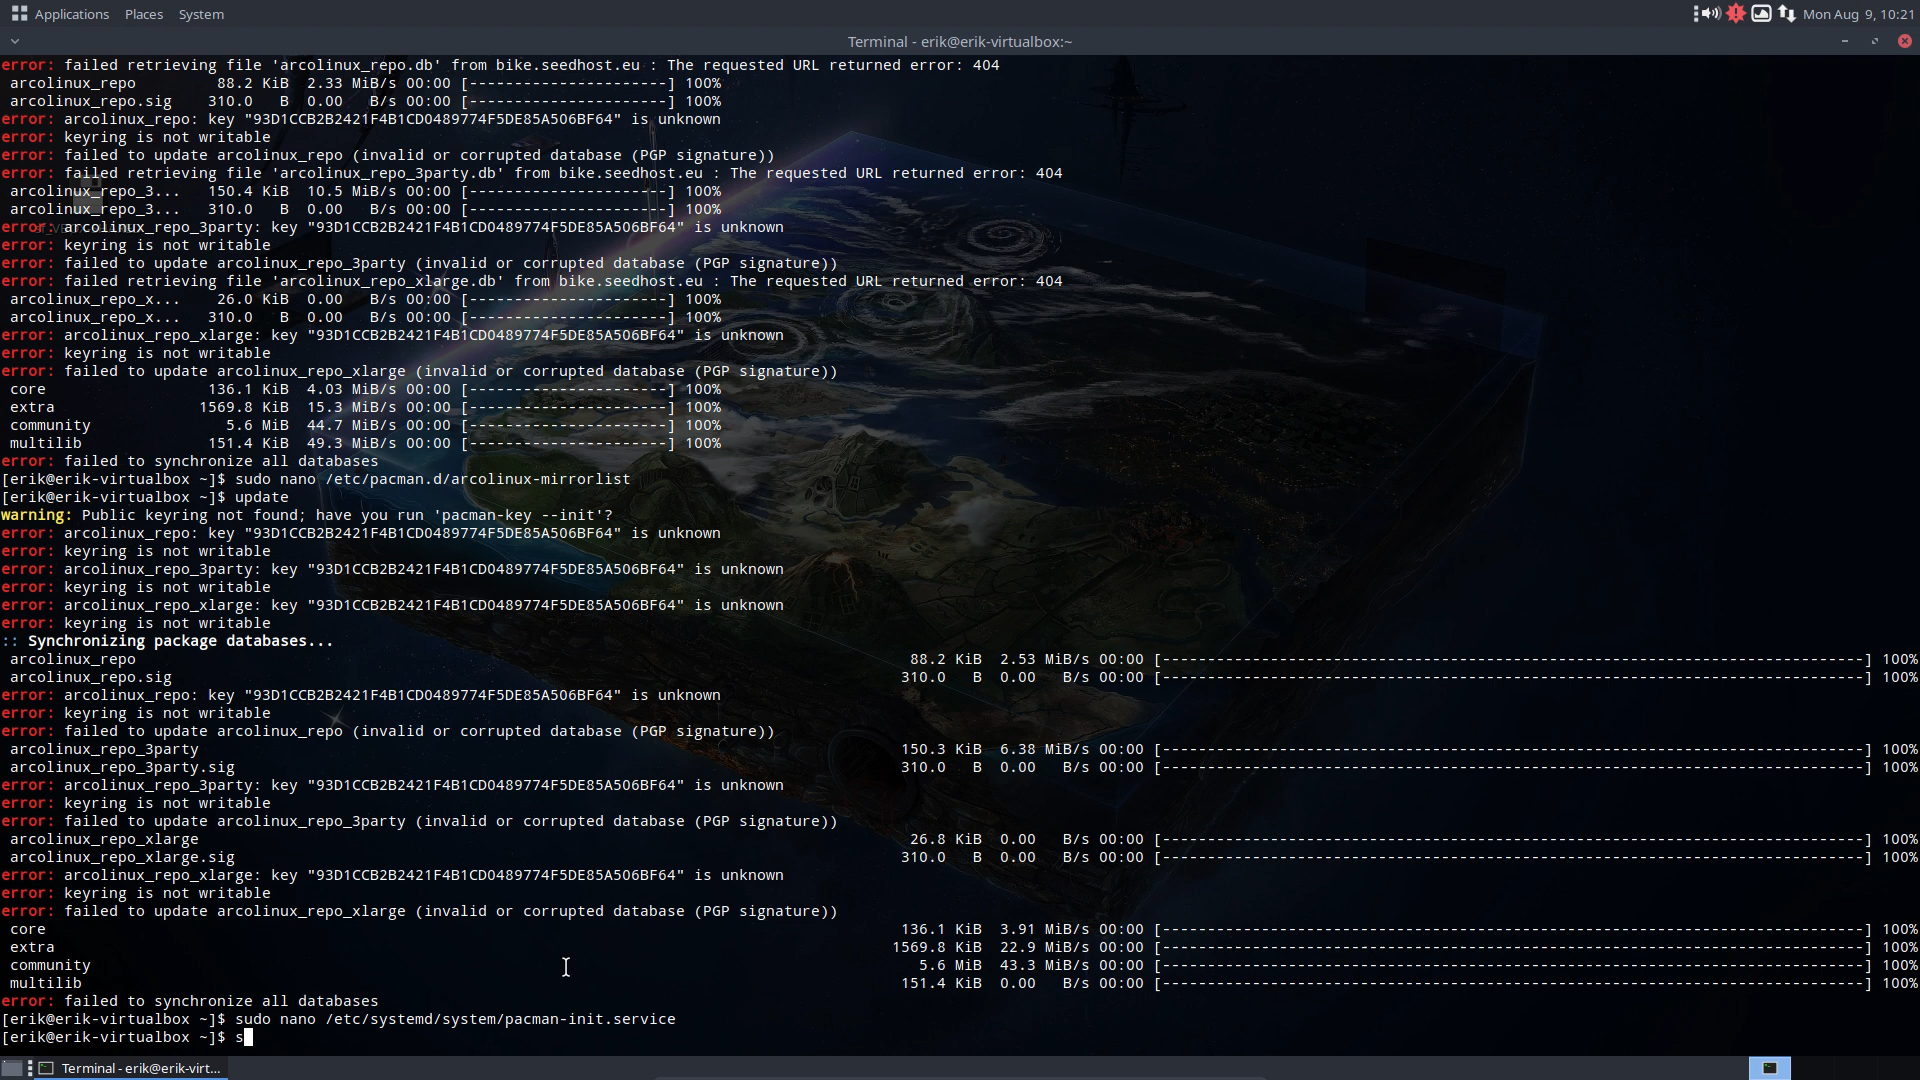 Applications Places System
Mon Aug 9, 10:21
Terminal - erik@erik-virtualbox:~
error: failed retrieving file 'arcolinux_repo.db' from bike.seedhost.eu : The requested URL returned error: 404
arcolinux_repo 88.2 KiB 2.33 MiB/s 00:00 [----------------------] 100%
arcolinux_repo.sig 310.0 B 0.00 B/s 00:00 [----------------------] 100%
error: arcolinux_repo: key "93D1CCB2B2421F4B1CD0489774F5DE85A506BF64" is unknown
error: keyring is not writable
error: failed to update arcolinux_repo (invalid or corrupted database (PGP signature))
error: failed retrieving file 'arcolinux_repo_3party.db' from bike.seedhost.eu : The requested URL returned error: 404
arcolinux_repo_3... 150.4 KiB 10.5 MiB/s 00:00 [----------------------] 100%
arcolinux_repo_3... 310.0 B 0.00 B/s 00:00 [----------------------] 100%
error: arcolinux_repo_3party: key "93D1CCB2B2421F4B1CD0489774F5DE85A506BF64" is unknown
error: keyring is not writable
error: failed to update arcolinux_repo_3party (invalid or corrupted database (PGP signature))
error: failed retrieving file 'arcolinux_repo_xlarge.db' from bike.seedhost.eu : The requested URL returned error: 404
arcolinux_repo_x... 26.0 KiB 0.00 B/s 00:00 [----------------------] 100%
arcolinux_repo_x... 310.0 B 0.00 B/s 00:00 [----------------------] 100%
error: arcolinux_repo_xlarge: key "93D1CCB2B2421F4B1CD0489774F5DE85A506BF64" is unknown
error: keyring is not writable
error: failed to update arcolinux_repo_xlarge (invalid or corrupted database (PGP signature))
core 136.1 KiB 4.03 MiB/s 00:00 [----------------------] 100%
extra 1569.8 KiB 15.3 MiB/s 00:00 [----------------------] 100%
community 5.6 MiB 44.7 MiB/s 00:00 [----------------------] 100%
multilib 151.4 KiB 49.3 MiB/s 00:00 [----------------------] 100%
error: failed to synchronize all databases
[erik@erik-virtualbox ~]$ sudo nano /etc/pacman.d/arcolinux-mirrorlist
[erik@erik-virtualbox ~]$ update
warning: Public keyring not found; have you run 'pacman-key --init'?
error: arcolinux_repo: key "93D1CCB2B2421F4B1CD0489774F5DE85A506BF64" is unknown
error: keyring is not writable
error: arcolinux_repo_3party: key "93D1CCB2B2421F4B1CD0489774F5DE85A506BF64" is unknown
error: keyring is not writable
error: arcolinux_repo_xlarge: key "93D1CCB2B2421F4B1CD0489774F5DE85A506BF64" is unknown
error: keyring is not writable
:: Synchronizing package databases...
arcolinux_repo 88.2 KiB 2.53 MiB/s 00:00 [------------------------------------------------------------------------------] 100%
arcolinux_repo.sig 310.0 B 0.00 B/s 00:00 [------------------------------------------------------------------------------] 100%
error: arcolinux_repo: key "93D1CCB2B2421F4B1CD0489774F5DE85A506BF64" is unknown
error: keyring is not writable
error: failed to update arcolinux_repo (invalid or corrupted database (PGP signature))
arcolinux_repo_3party 150.3 KiB 6.38 MiB/s 00:00 [------------------------------------------------------------------------------] 100%
arcolinux_repo_3party.sig 310.0 B 0.00 B/s 00:00 [------------------------------------------------------------------------------] 100%
error: arcolinux_repo_3party: key "93D1CCB2B2421F4B1CD0489774F5DE85A506BF64" is unknown
error: keyring is not writable
error: failed to update arcolinux_repo_3party (invalid or corrupted database (PGP signature))
arcolinux_repo_xlarge 26.8 KiB 0.00 B/s 00:00 [------------------------------------------------------------------------------] 100%
arcolinux_repo_xlarge.sig 310.0 B 0.00 B/s 00:00 [------------------------------------------------------------------------------] 100%
error: arcolinux_repo_xlarge: key "93D1CCB2B2421F4B1CD0489774F5DE85A506BF64" is unknown
error: keyring is not writable
error: failed to update arcolinux_repo_xlarge (invalid or corrupted database (PGP signature))
core 136.1 KiB 3.91 MiB/s 00:00 [------------------------------------------------------------------------------] 100%
extra 1569.8 KiB 22.9 MiB/s 00:00 [------------------------------------------------------------------------------] 100%
community 5.6 MiB 43.3 MiB/s 00:00 [------------------------------------------------------------------------------] 100%
multilib 151.4 KiB 0.00 B/s 00:00 [------------------------------------------------------------------------------] 100%
error: failed to synchronize all databases
[erik@erik-virtualbox ~]$ sudo nano /etc/systemd/system/pacman-init.service
[erik@erik-virtualbox ~]$ s
Terminal - erik@erik-virt...